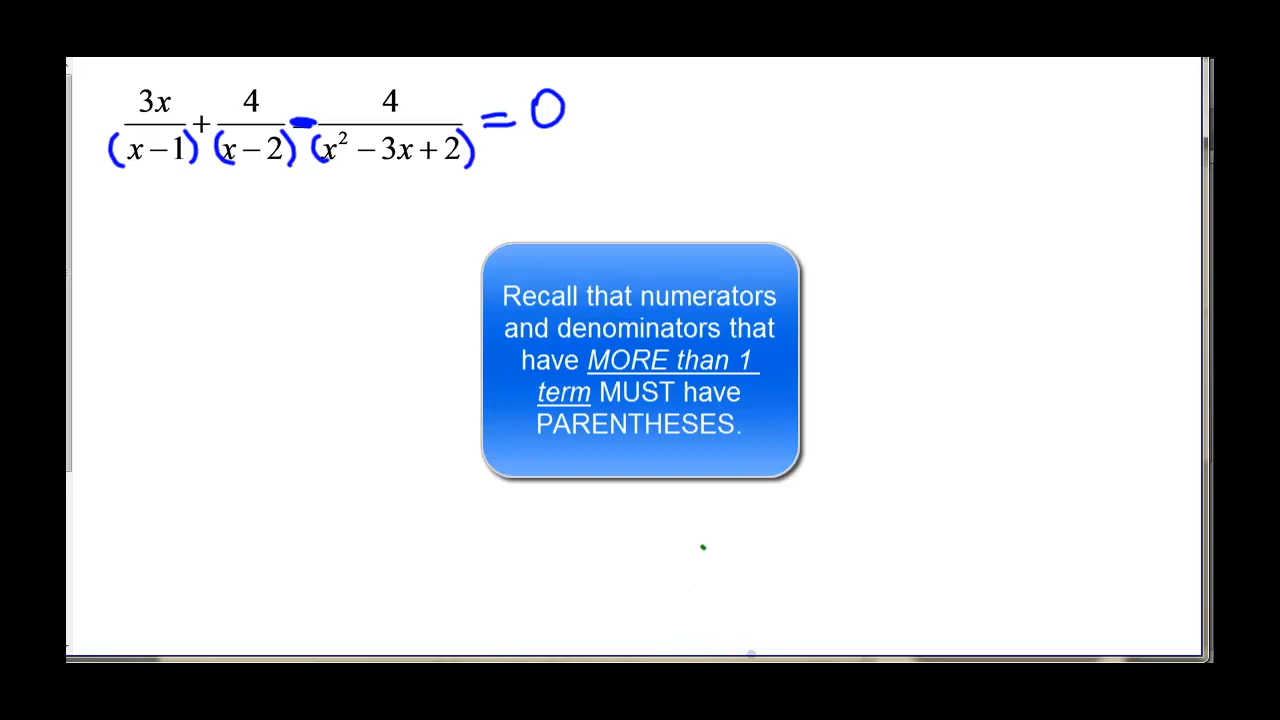 3x/(x − 1) + 4/(x − 2) − 4/(x² − 3x + 2) = 0
Recall that numerators
and denominators that
have MORE than 1
term MUST have
PARENTHESES.